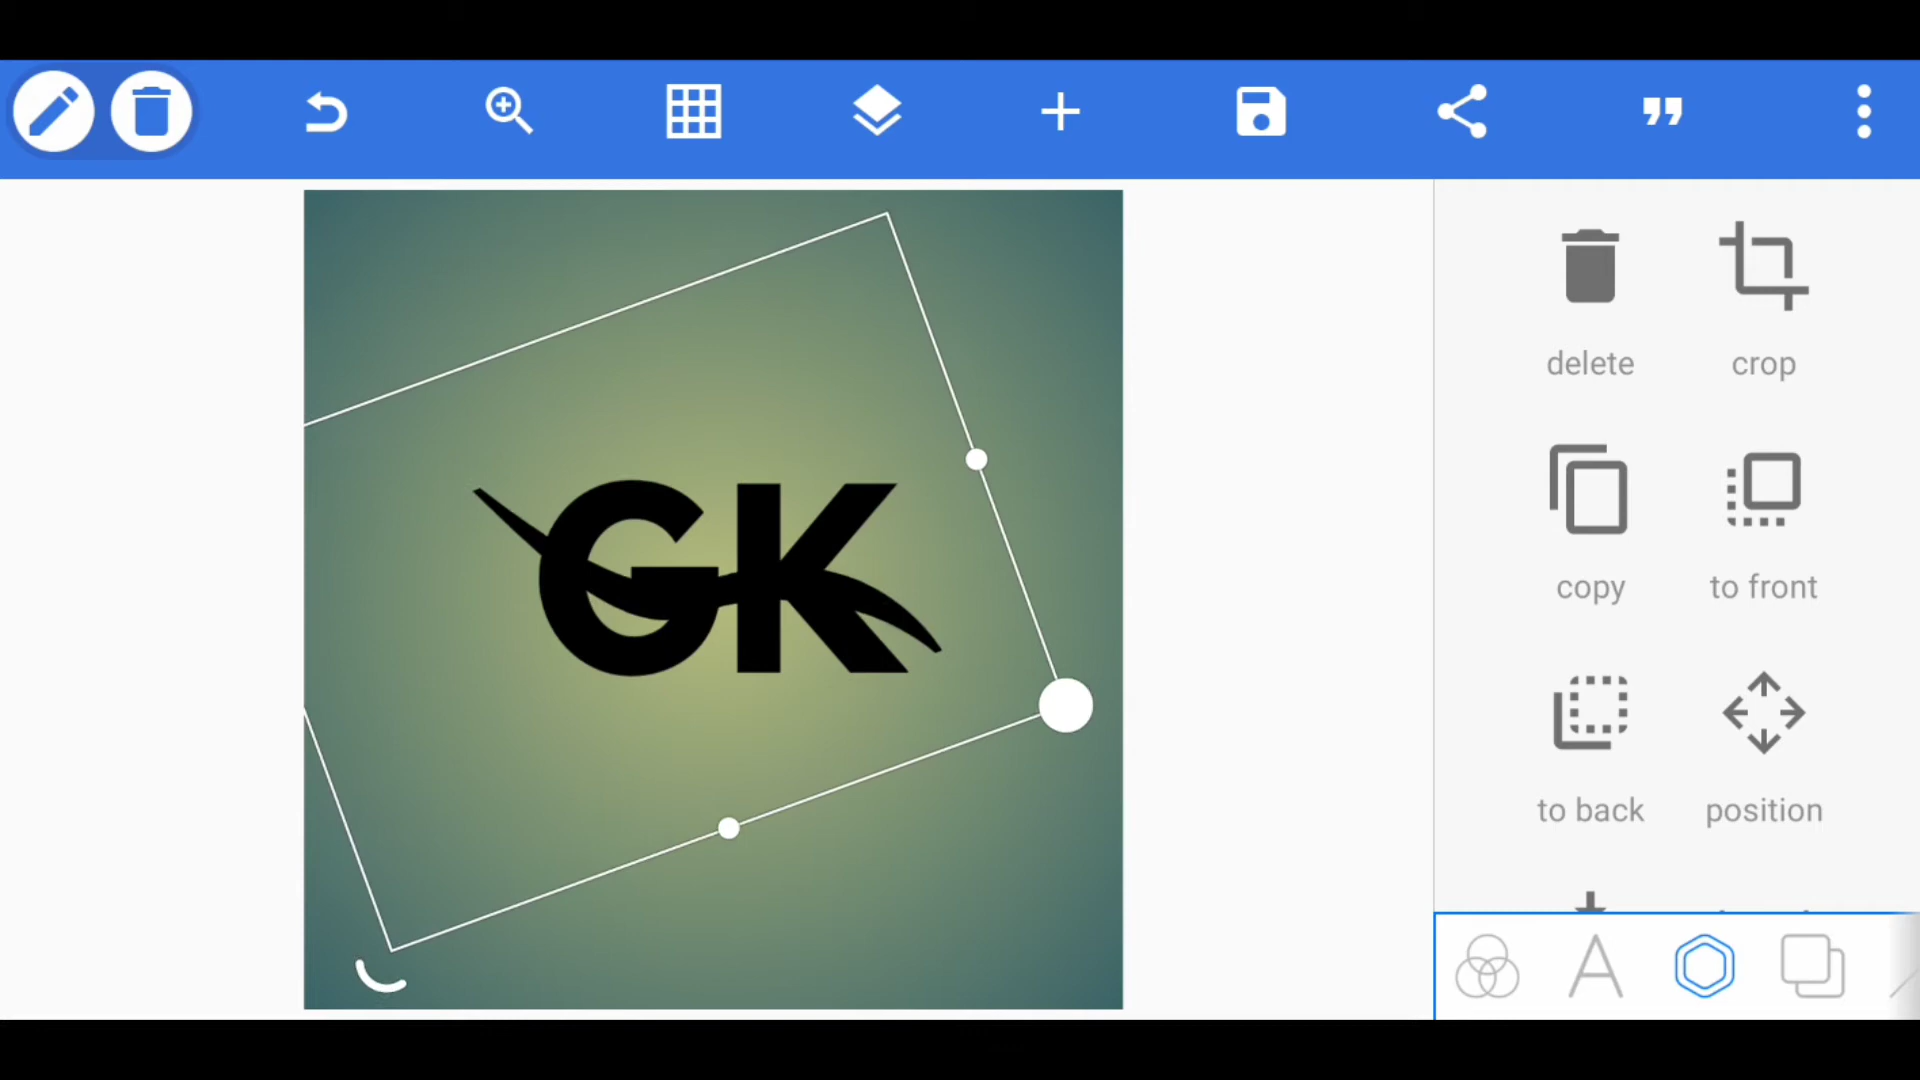 GK
delete
crop
copy
to front
to back
position